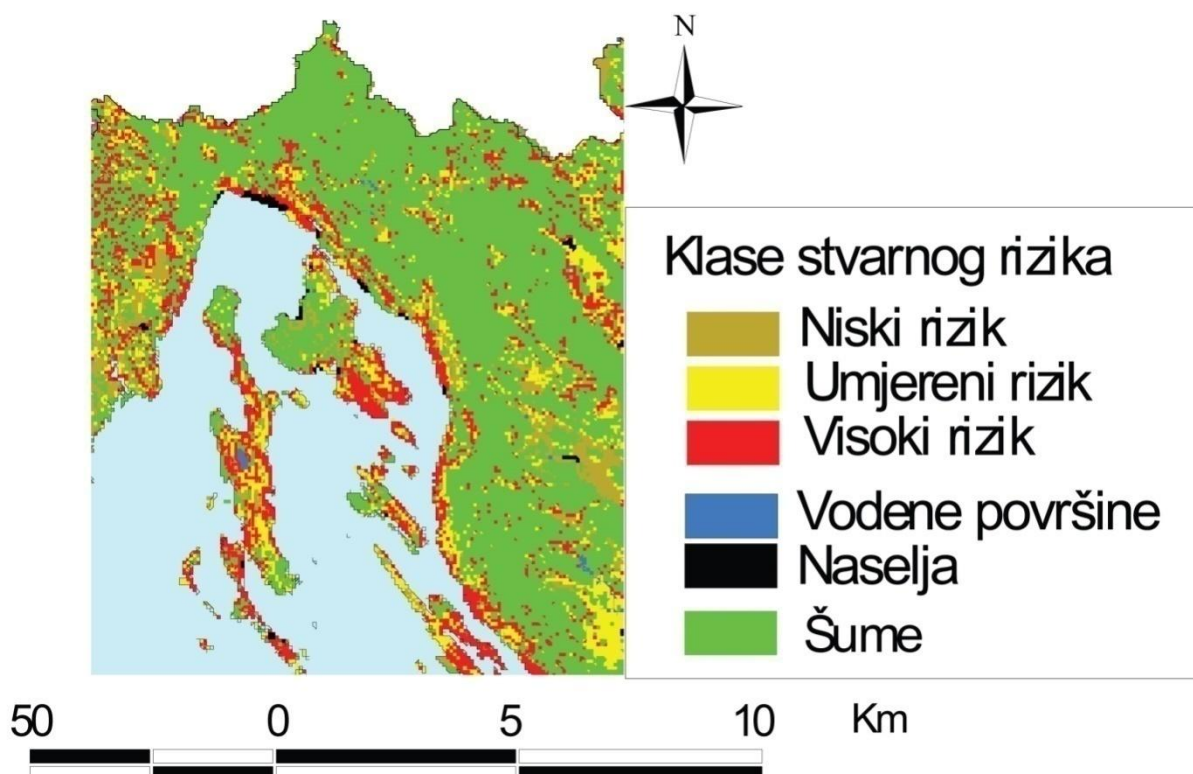 N
Klase stvarnog rizika
Niski rizik
Umjereni rizik
Visoki rizik
Vodene površine
Naselja
Šume
50 0 5 10 Km